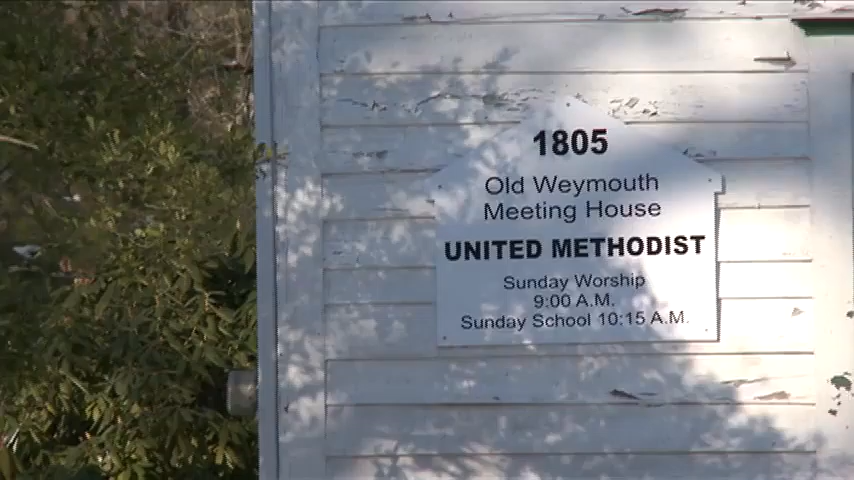 1805
Old Weymouth
Meeting House
UNITED METHODIST
Sunday Worship
9:00 A.M.
Sunday School 10:15 A.M.